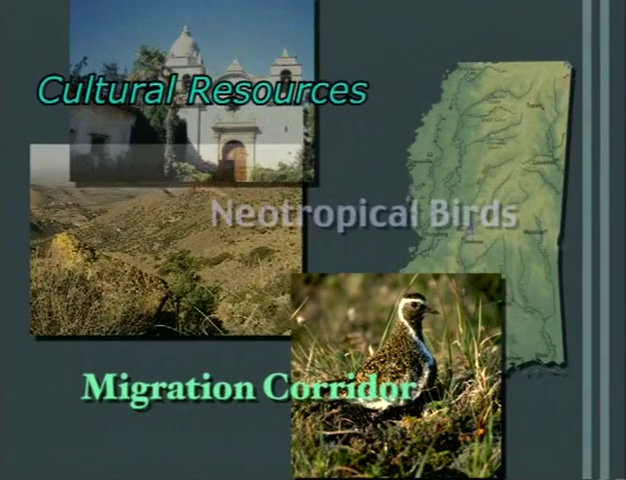 Cultural Resources
Neotropical Birds
Migration Corridor